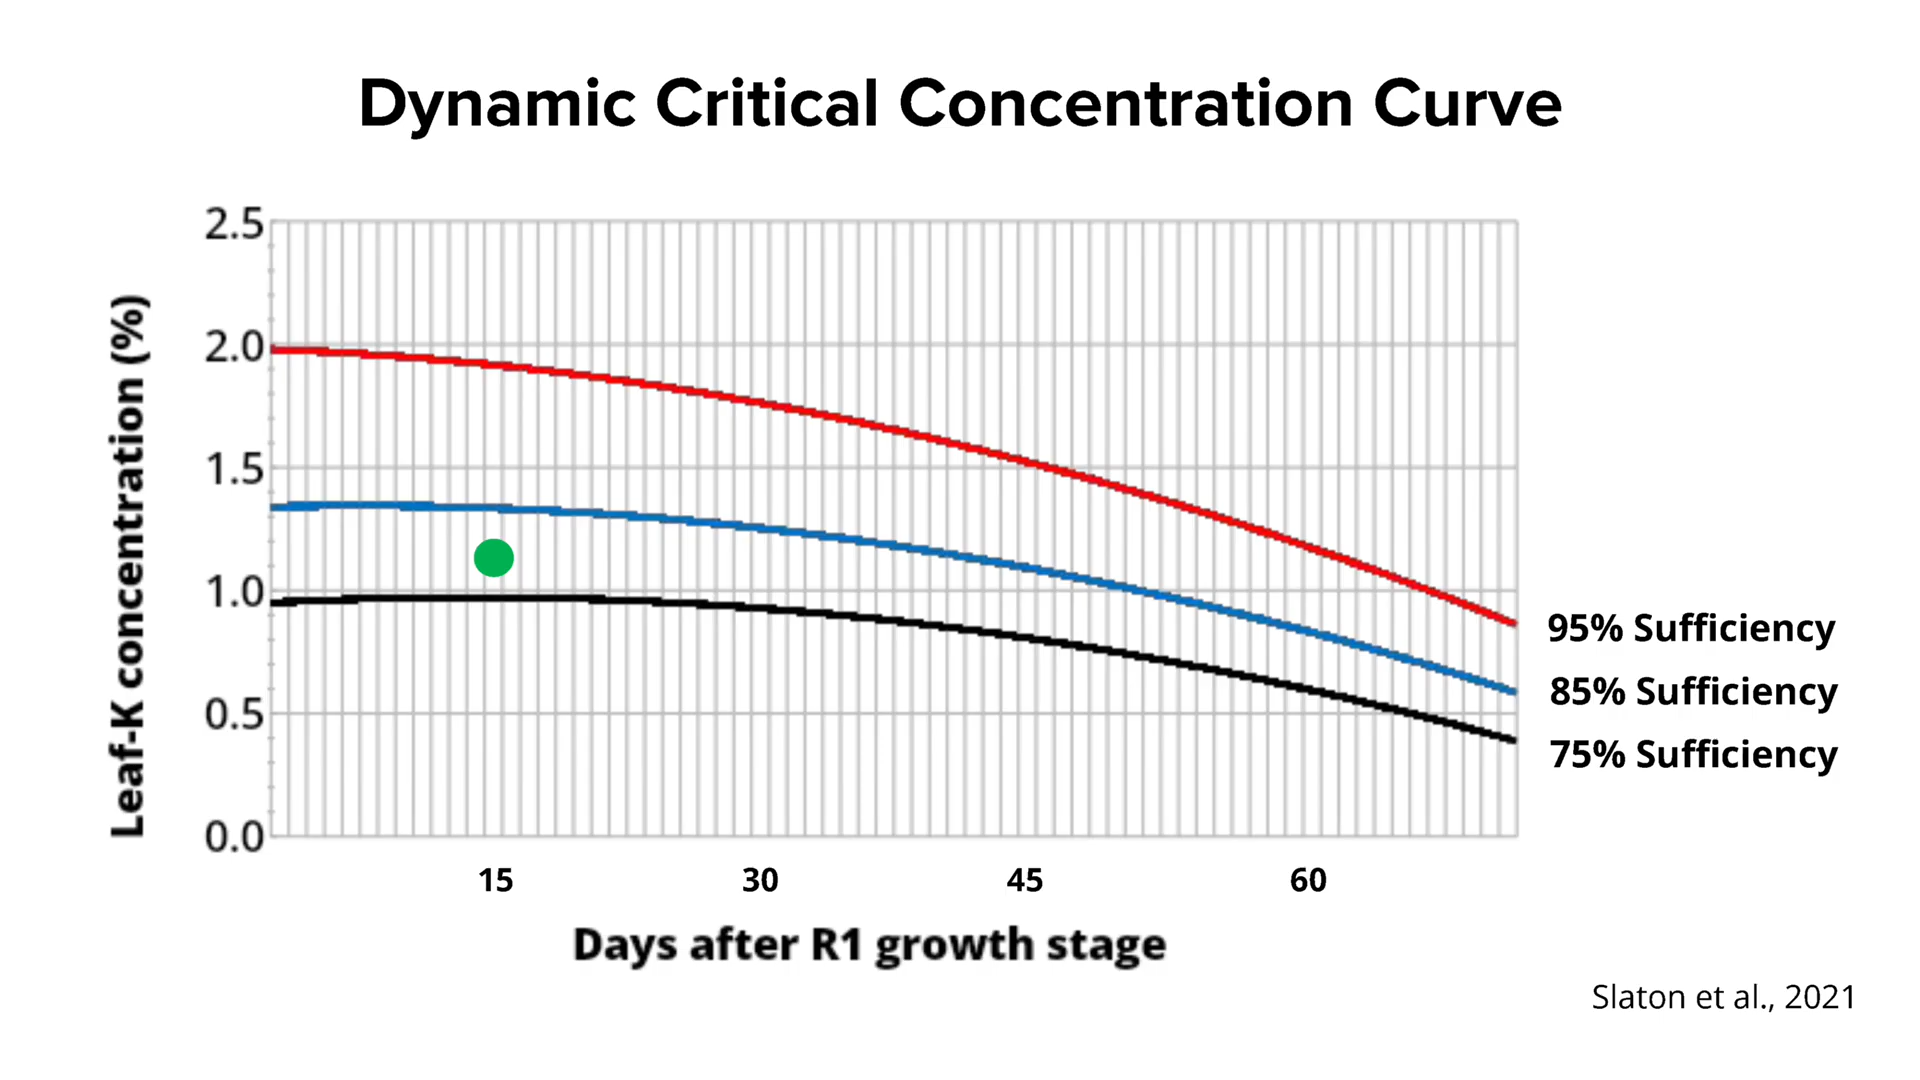 Dynamic Critical Concentration Curve
Leaf-K concentration (%)
2.5
2.0
1.5
1.0
0.5
0.0
15 30 45 60
Days after R1 growth stage
95% Sufficiency
85% Sufficiency
75% Sufficiency
Slaton et al., 2021